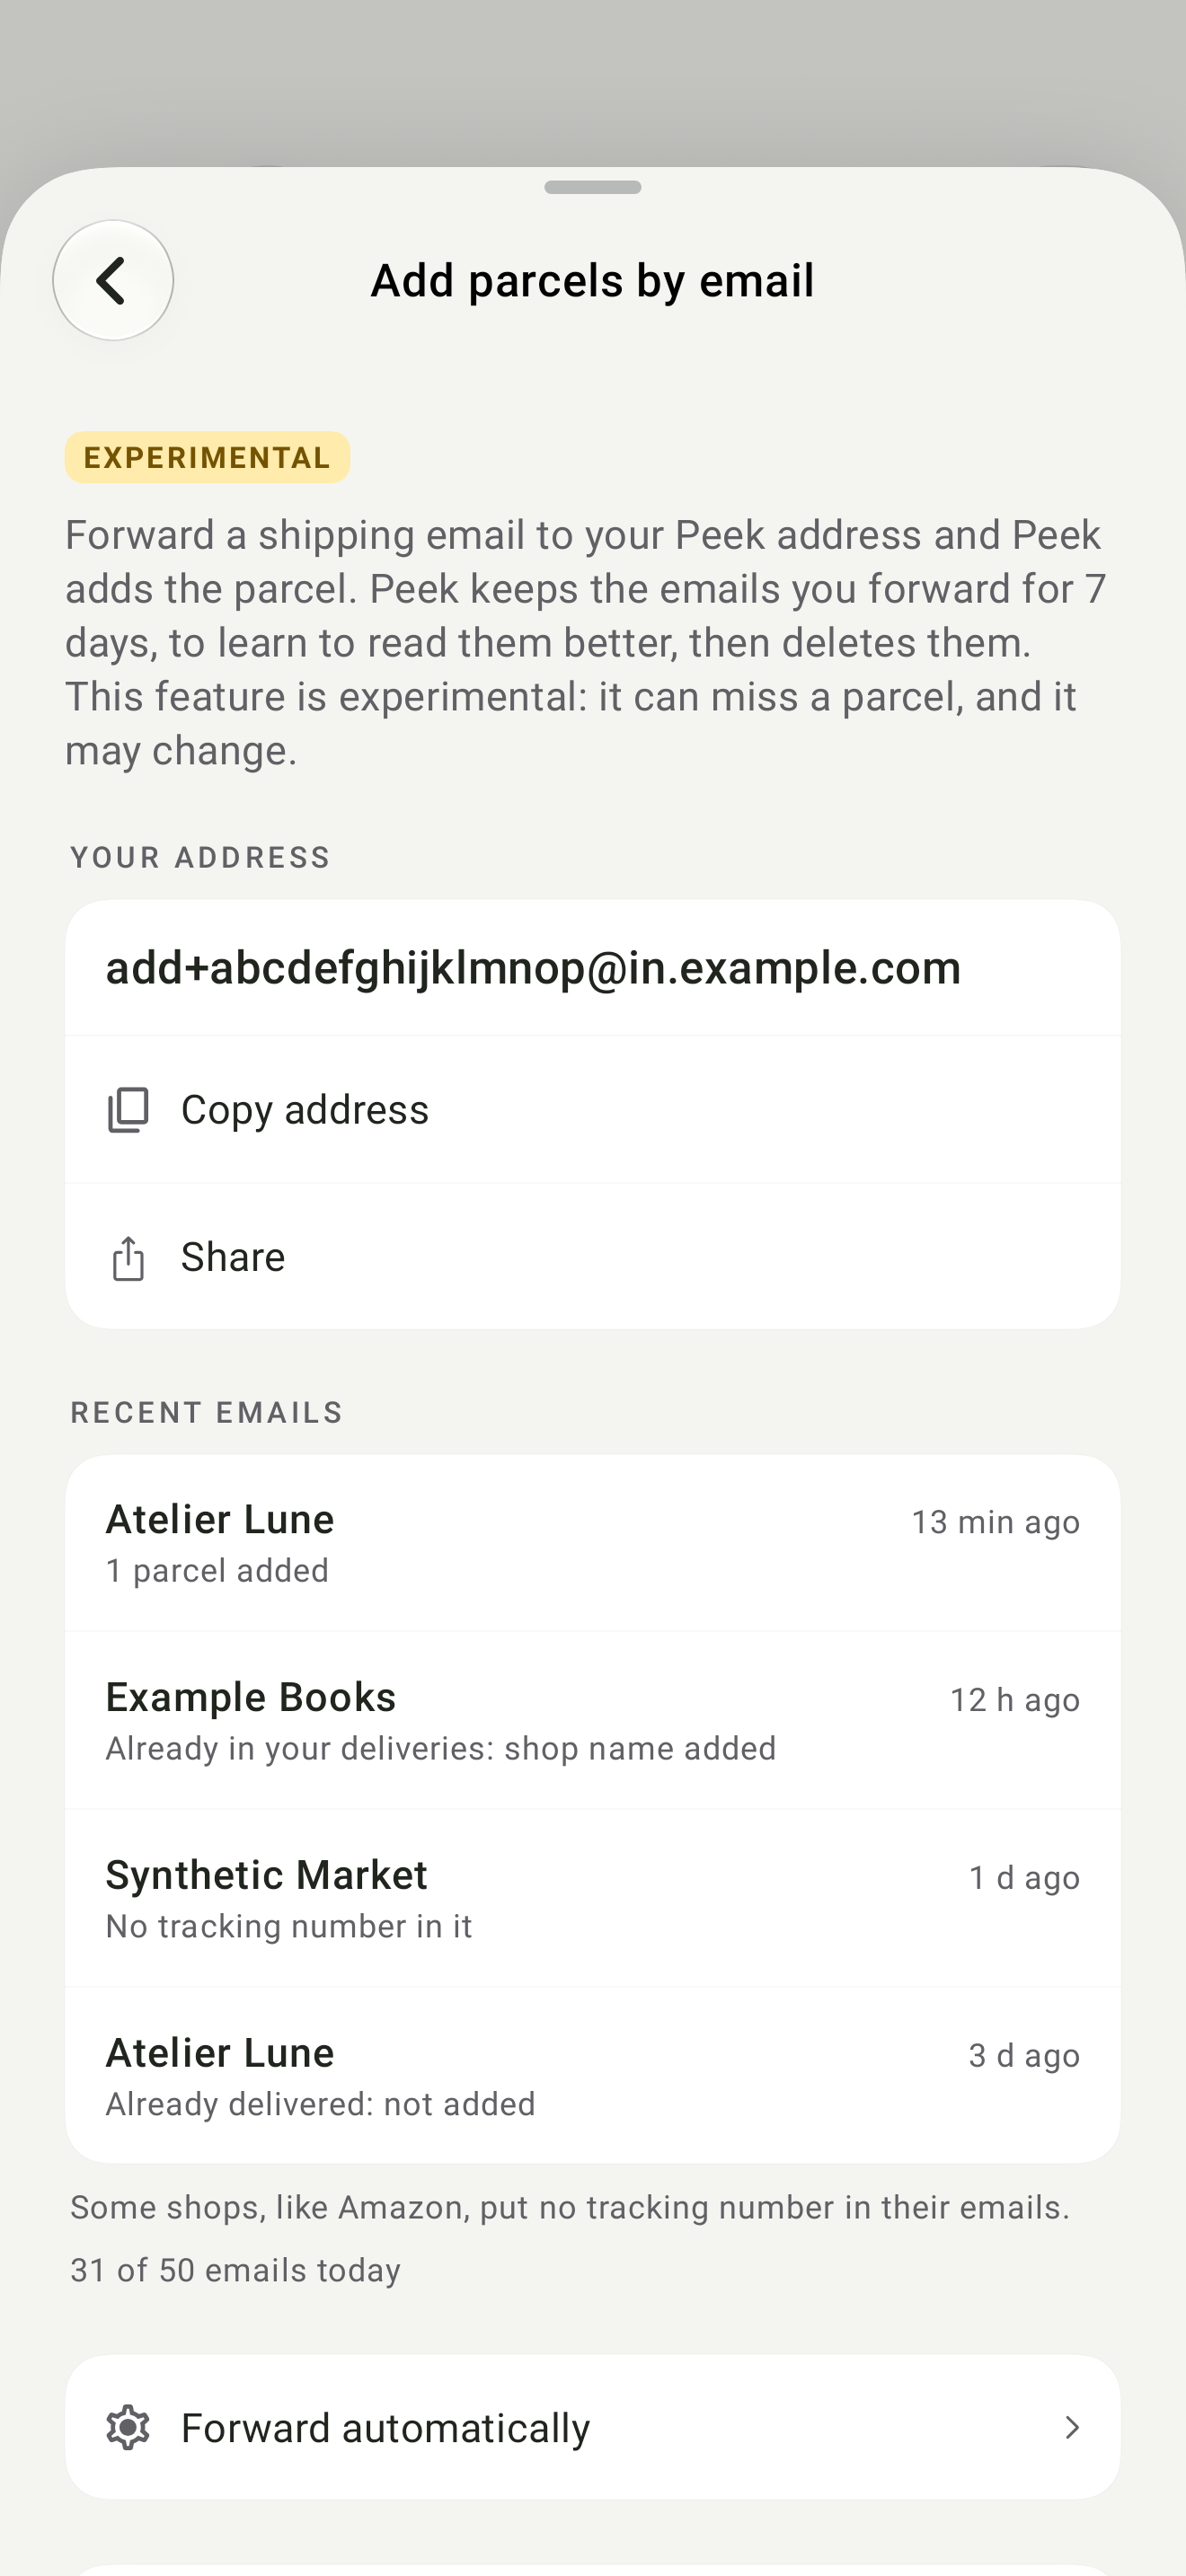 Add parcels by email
EXPERIMENTAL
Forward a shipping email to your Peek address and Peek
adds the parcel. Peek keeps the emails you forward for 7
days, to learn to read them better, then deletes them.
This feature is experimental: it can miss a parcel, and it
may change.
YOUR ADDRESS
add+abcdefghijklmnop@in.example.com
Copy address
Share
RECENT EMAILS
Atelier Lune
13 min ago
1 parcel added
Example Books
12 h ago
Already in your deliveries: shop name added
Synthetic Market
1 d ago
No tracking number in it
Atelier Lune
3 d ago
Already delivered: not added
Some shops, like Amazon, put no tracking number in their emails.
31 of 50 emails today
Forward automatically